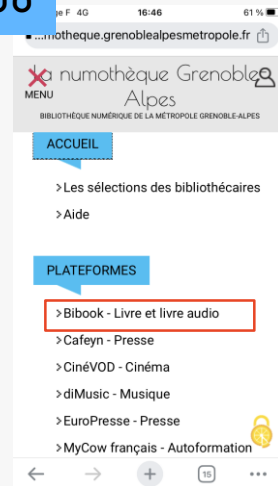 4G 16:46 61 %
numotheque.grenoblealpesmetropole.fr
la numothèque Grenoble
MENU
Alpes
BIBLIOTHÈQUE NUMÉRIQUE DE LA MÉTROPOLE GRENOBLE-ALPES
ACCUEIL
>Les sélections des bibliothécaires
>Aide
PLATEFORMES
>Bibook - Livre et livre audio
>Cafeyn - Presse
>CinéVOD - Cinéma
>diMusic - Musique
>EuroPresse - Presse
>MyCow français - Autoformation
15